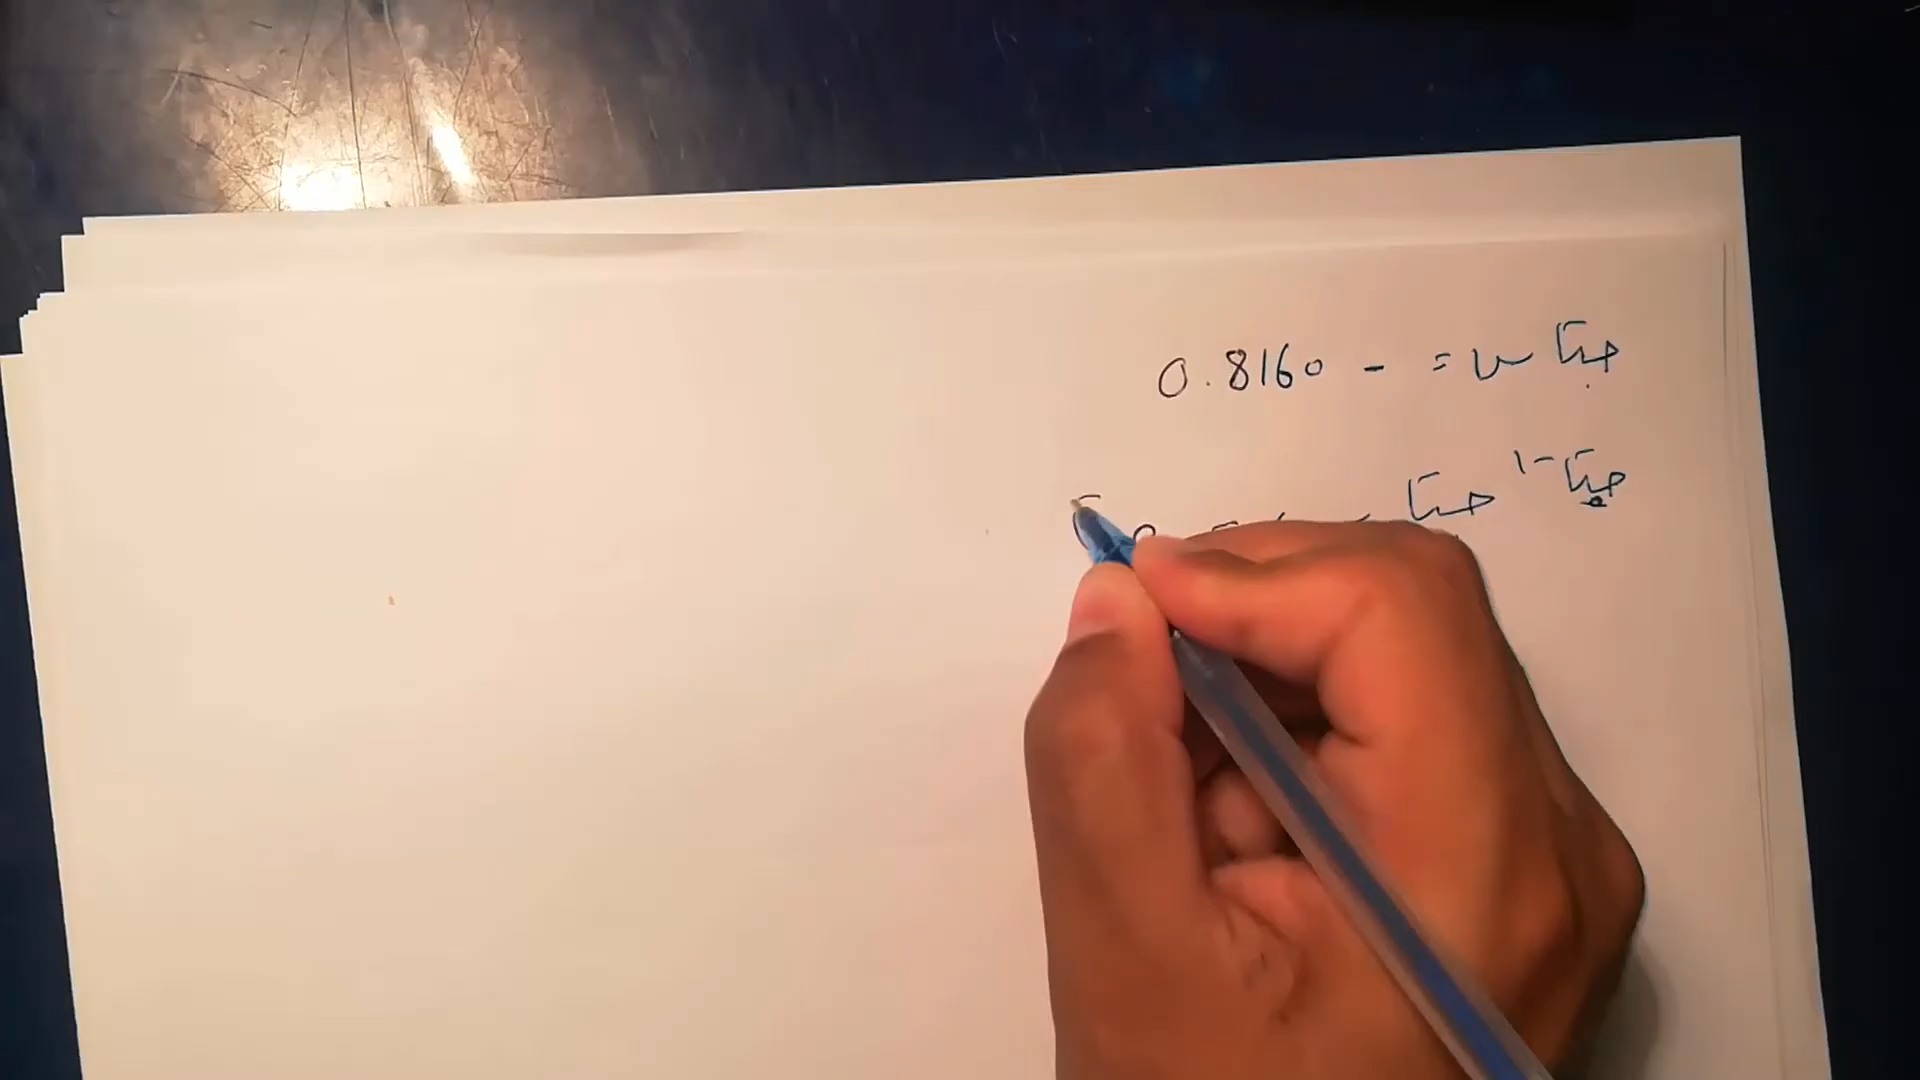 جتا س = - 0.8160
جتا⁻¹ جتا